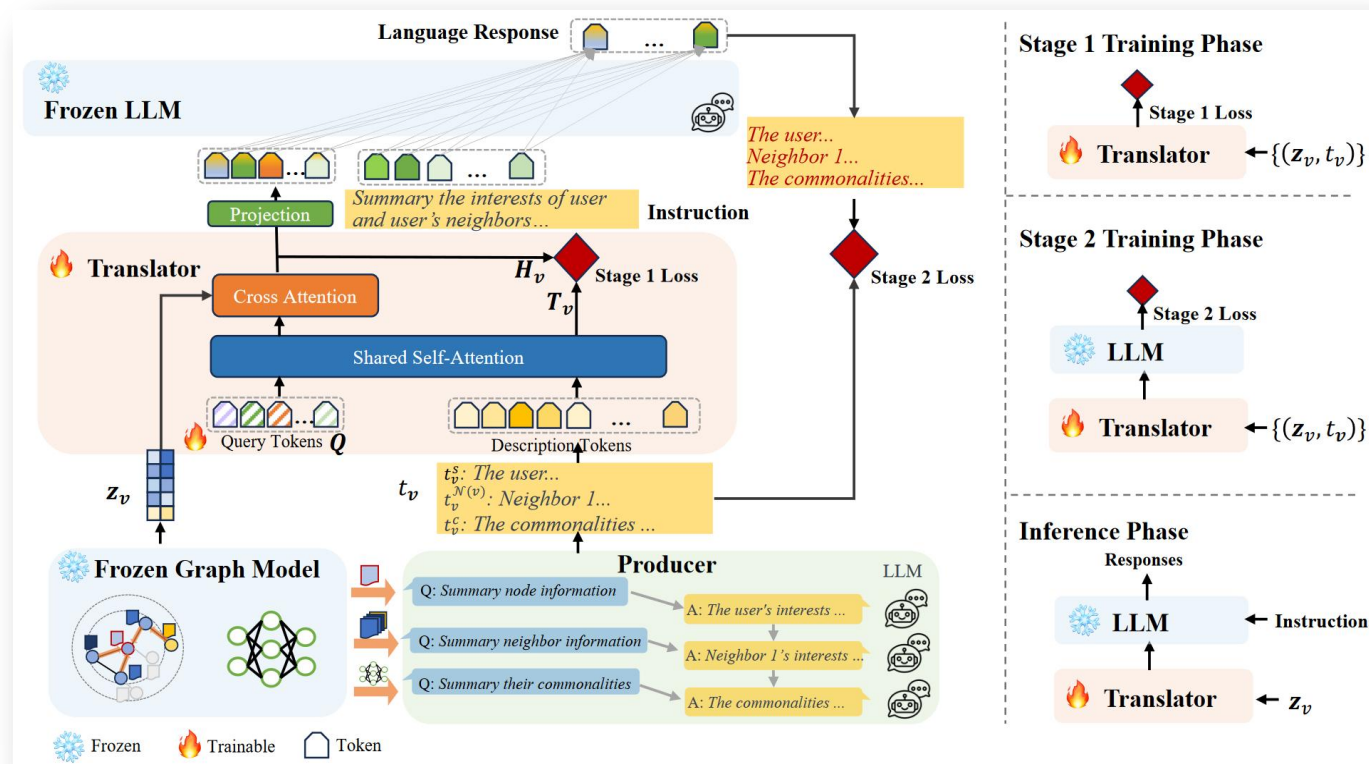 Language Response
...
Frozen LLM
...
...
The user...
Neighbor 1...
The commonalities...
Projection
Summary the interests of user
and user's neighbors...
Instruction
Translator
H_v
Stage 1 Loss
Stage 2 Loss
Cross Attention
T_v
Shared Self-Attention
...
...
Query Tokens Q
Description Tokens
z_v
t_v
t_v^s: The user...
t_v^{𝒩(v)}: Neighbor 1...
t_v^c: The commonalities ...
Frozen Graph Model
Producer
LLM
Q: Summary node information
A: The user's interests ...
Q: Summary neighbor information
A: Neighbor 1's interests ...
Q: Summary their commonalities
A: The commonalities ...
Frozen
Trainable
Token
Stage 1 Training Phase
Stage 1 Loss
Translator
{(z_v, t_v)}
Stage 2 Training Phase
Stage 2 Loss
LLM
Translator
{(z_v, t_v)}
Inference Phase
Responses
LLM
Instruction
Translator
z_v